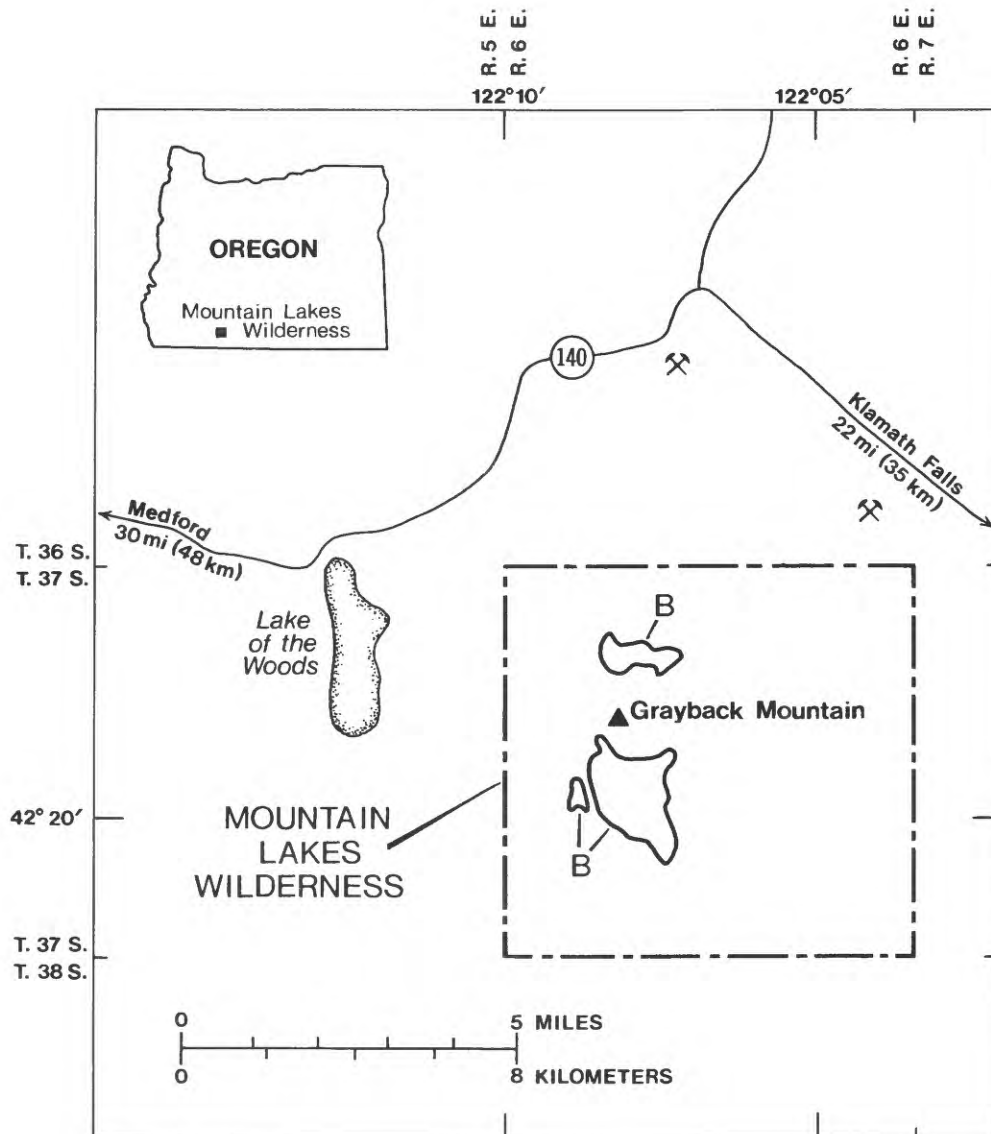 R. 5 E.
R. 6 E.
R. 6 E.
R. 7 E.
122°10′
122°05′
OREGON
Mountain Lakes
Wilderness
140
Klamath Falls
22 mi (35 km)
Medford
30 mi (48 km)
T. 36 S.
T. 37 S.
Lake
of the
Woods
B
Grayback Mountain
42° 20′
MOUNTAIN
LAKES
WILDERNESS
B
T. 37 S.
T. 38 S.
0 5 MILES
0 8 KILOMETERS